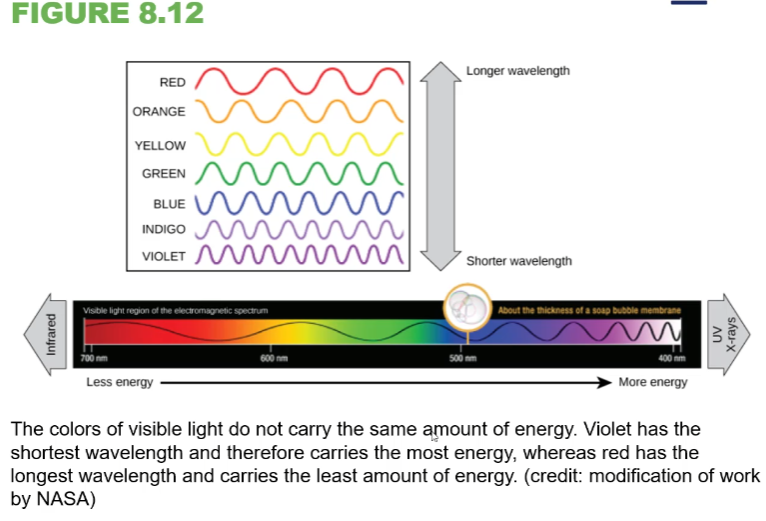 FIGURE 8.12
RED
ORANGE
YELLOW
GREEN
BLUE
INDIGO
VIOLET
Longer wavelength
Shorter wavelength
Infrared
Visible light region of the electromagnetic spectrum
About the thickness of a soap bubble membrane
700 nm
600 nm
500 nm
400 nm
UV
X-rays
Less energy
More energy
The colors of visible light do not carry the same amount of energy. Violet has the
shortest wavelength and therefore carries the most energy, whereas red has the
longest wavelength and carries the least amount of energy. (credit: modification of work
by NASA)